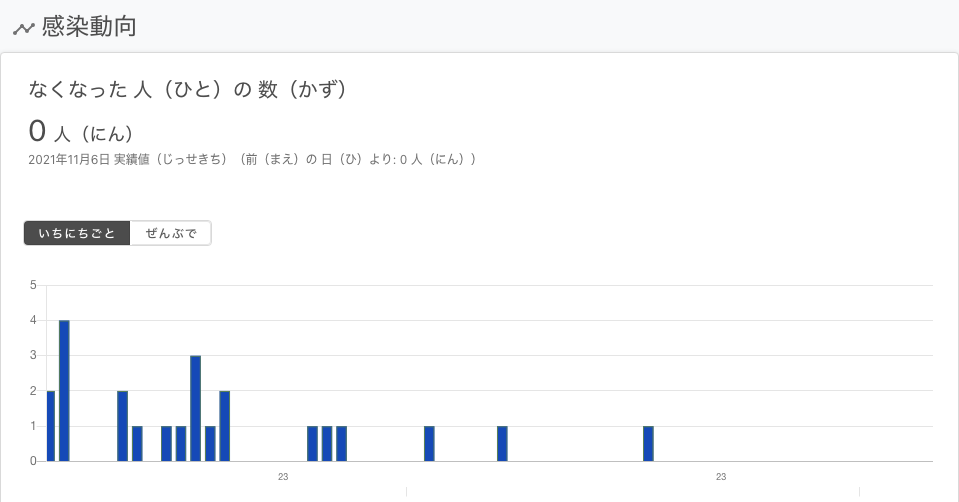 感染動向
なくなった 人（ひと）の 数（かず）
0 人（にん）
2021年11月6日 実績値（じっせきち）（前（まえ）の 日（ひ）より: 0 人（にん））
いちにちごと ぜんぶで
5
4
3
2
1
0
23 23